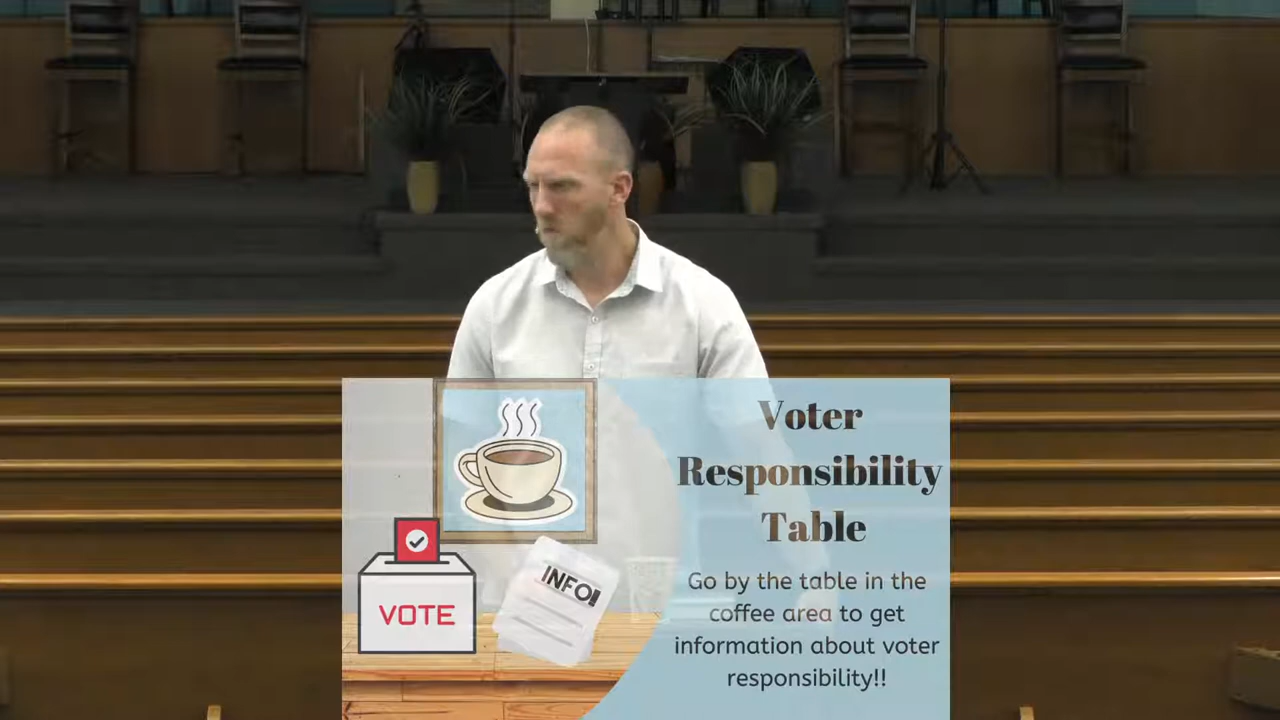 Voter
Responsibility
Table
Go by the table in the
coffee area to get
information about voter
responsibility!!
VOTE
INFO!